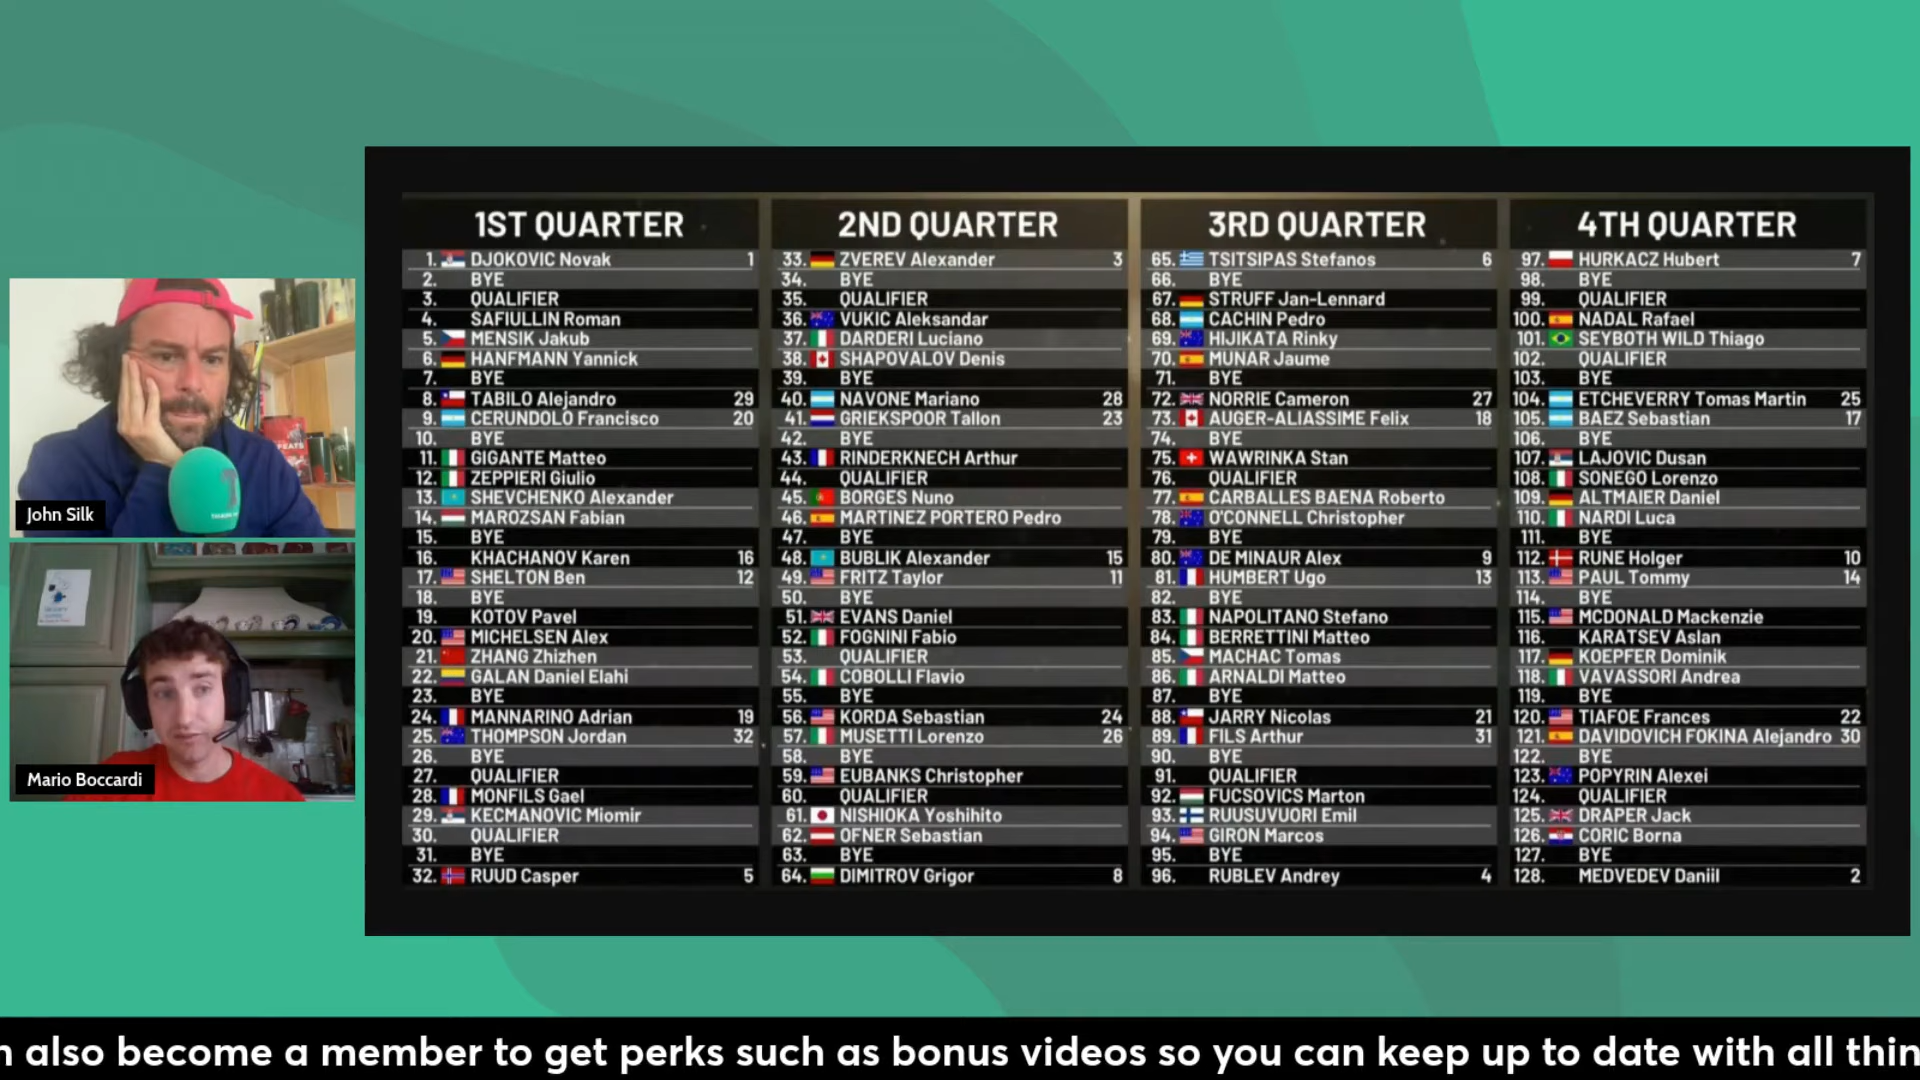 1ST QUARTER
1. DJOKOVIC Novak 1
2. BYE
3. QUALIFIER
4. SAFIULLIN Roman
5. MENSIK Jakub
6. HANFMANN Yannick
7. BYE
8. TABILO Alejandro 29
9. CERUNDOLO Francisco 20
10. BYE
11. GIGANTE Matteo
12. ZEPPIERI Giulio
13. SHEVCHENKO Alexander
14. MAROZSAN Fabian
15. BYE
16. KHACHANOV Karen 16
17. SHELTON Ben 12
18. BYE
19. KOTOV Pavel
20. MICHELSEN Alex
21. ZHANG Zhizhen
22. GALAN Daniel Elahi
23. BYE
24. MANNARINO Adrian 19
25. THOMPSON Jordan 32
26. BYE
27. QUALIFIER
28. MONFILS Gael
29. KECMANOVIC Miomir
30. QUALIFIER
31. BYE
32. RUUD Casper 5
2ND QUARTER
33. ZVEREV Alexander 3
34. BYE
35. QUALIFIER
36. VUKIC Aleksandar
37. DARDERI Luciano
38. SHAPOVALOV Denis
39. BYE
40. NAVONE Mariano 28
41. GRIEKSPOOR Tallon 23
42. BYE
43. RINDERKNECH Arthur
44. QUALIFIER
45. BORGES Nuno
46. MARTINEZ PORTERO Pedro
47. BYE
48. BUBLIK Alexander 15
49. FRITZ Taylor 11
50. BYE
51. EVANS Daniel
52. FOGNINI Fabio
53. QUALIFIER
54. COBOLLI Flavio
55. BYE
56. KORDA Sebastian 24
57. MUSETTI Lorenzo 26
58. BYE
59. EUBANKS Christopher
60. QUALIFIER
61. NISHIOKA Yoshihito
62. OFNER Sebastian
63. BYE
64. DIMITROV Grigor 8
3RD QUARTER
65. TSITSIPAS Stefanos 6
66. BYE
67. STRUFF Jan-Lennard
68. CACHIN Pedro
69. HIJIKATA Rinky
70. MUNAR Jaume
71. BYE
72. NORRIE Cameron 27
73. AUGER-ALIASSIME Felix 18
74. BYE
75. WAWRINKA Stan
76. QUALIFIER
77. CARBALLES BAENA Roberto
78. O'CONNELL Christopher
79. BYE
80. DE MINAUR Alex 9
81. HUMBERT Ugo 13
82. BYE
83. NAPOLITANO Stefano
84. BERRETTINI Matteo
85. MACHAC Tomas
86. ARNALDI Matteo
87. BYE
88. JARRY Nicolas 21
89. FILS Arthur 31
90. BYE
91. QUALIFIER
92. FUCSOVICS Marton
93. RUUSUVUORI Emil
94. GIRON Marcos
95. BYE
96. RUBLEV Andrey 4
4TH QUARTER
97. HURKACZ Hubert 7
98. BYE
99. QUALIFIER
100. NADAL Rafael
101. SEYBOTH WILD Thiago
102. QUALIFIER
103. BYE
104. ETCHEVERRY Tomas Martin 25
105. BAEZ Sebastian 17
106. BYE
107. LAJOVIC Dusan
108. SONEGO Lorenzo
109. ALTMAIER Daniel
110. NARDI Luca
111. BYE
112. RUNE Holger 10
113. PAUL Tommy 14
114. BYE
115. MCDONALD Mackenzie
116. KARATSEV Aslan
117. KOEPFER Dominik
118. VAVASSORI Andrea
119. BYE
120. TIAFOE Frances 22
121. DAVIDOVICH FOKINA Alejandro 30
122. BYE
123. POPYRIN Alexei
124. QUALIFIER
125. DRAPER Jack
126. CORIC Borna
127. BYE
128. MEDVEDEV Daniil 2
John Silk
Mario Boccardi
n also become a member to get perks such as bonus videos so you can keep up to date with all thin